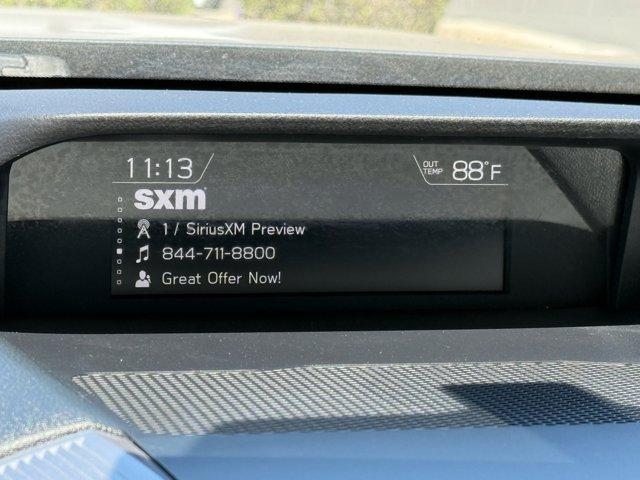 11:13
OUT TEMP 88°F
sxm
1 / SiriusXM Preview
844-711-8800
Great Offer Now!